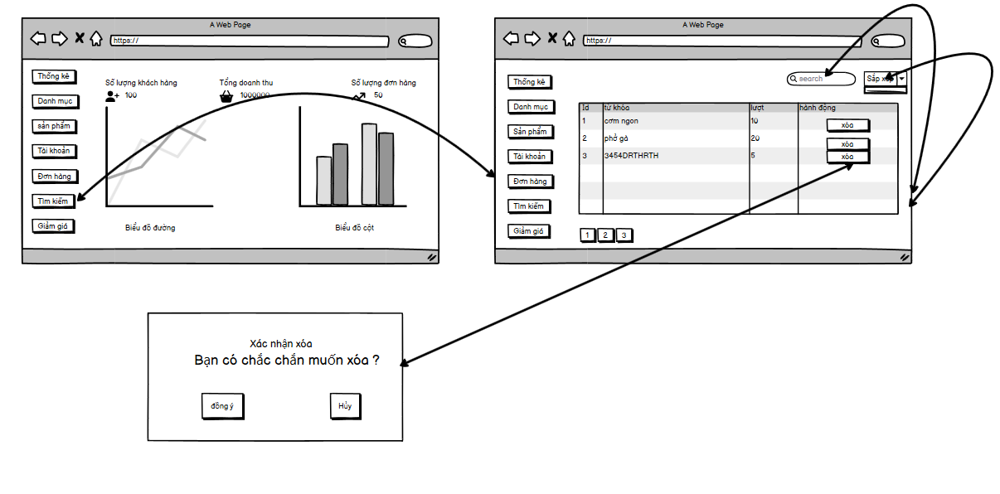 A Web Page
https://
Thống kê
Danh mục
sản phẩm
Tài khoản
Đơn hàng
Tìm kiếm
Giảm giá
Số lượng khách hàng
100
Tổng doanh thu
1000000
Số lượng đơn hàng
50
Biểu đồ đường
Biểu đồ cột
A Web Page
https://
Thống kê
Danh mục
Sản phẩm
Tài khoản
Đơn hàng
Tìm kiếm
Giảm giá
search
Sắp xếp
Id từ khóa lượt hành động
1 cơm ngon 10 xóa
2 phở gà 20 xóa
3 3454DRTHRTH 5 xóa
1 2 3
Xác nhận xóa
Bạn có chắc chắn muốn xóa ?
đồng ý
Hủy